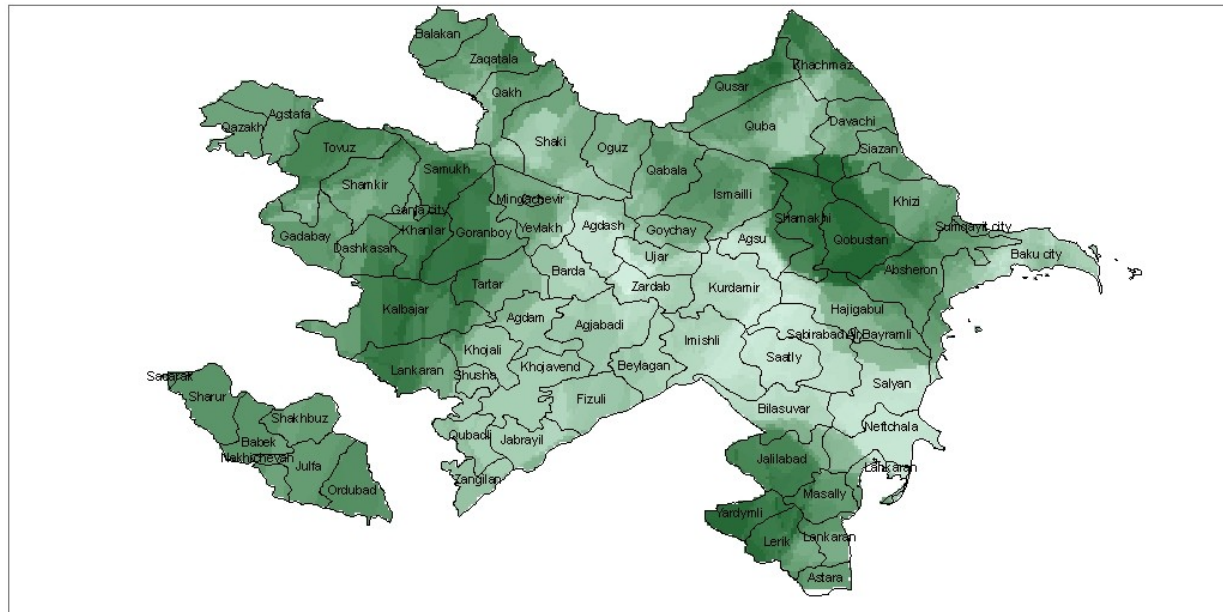 Balakan
Zaqatala
Qakh
Khachmaz
Qusar
Agstafa
Qazakh
Davachi
Quba
Shaki
Oguz
Siazan
Tovuz
Samukh
Qabala
Shamkir
Ismailli
Khizi
Mingachevir
Ganja city
Shamakhi
Agdash
Sumqayit city
Khanlar
Goranboy
Yevlakh
Goychay
Gadabay
Agsu
Qobustan
Dashkasan
Ujar
Baku city
Barda
Absheron
Tartar
Zardab
Kurdamir
Kalbajar
Hajigabul
Agdam
Agjabadi
Sabirabad
Ali Bayramli
Imishli
Khojali
Saatly
Khojavend
Beylagan
Lankaran
Shusha
Sadarak
Salyan
Sharur
Fizuli
Bilasuvar
Shakhbuz
Neftchala
Babek
Qubadli
Jabrayil
Nakhichevan
Julfa
Jalilabad
Lankaran
Zangilan
Ordubad
Masally
Yardymli
Lerik
Lankaran
Astara